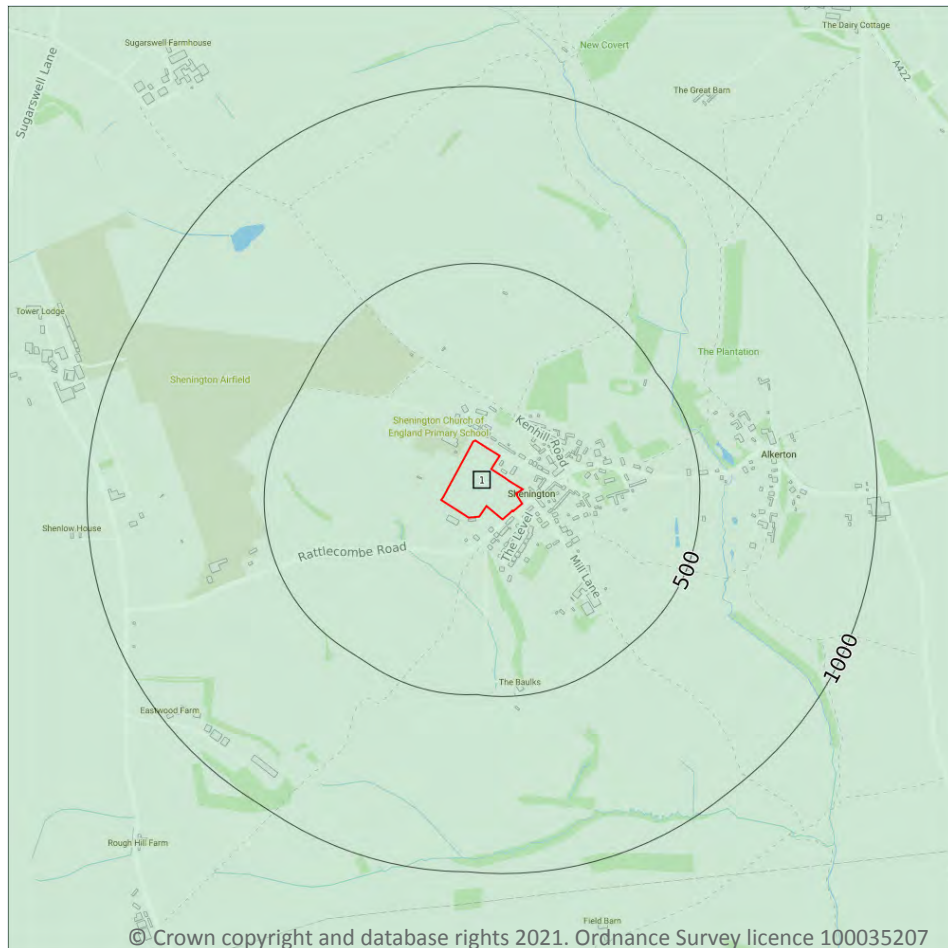 The Dairy Cottage
Sugarswell Farmhouse
New Covert
A422
Sugarswell Lane
The Great Barn
Tower Lodge
The Plantation
Shenington Airfield
Shenington Church of
England Primary School
Kenhill Road
Alkerton
1
Shenington
Shenlow House
The Level
Rattlecombe Road
500
Mill Lane
1000
The Baulks
Eastwood Farm
Rough Hill Farm
Field Barn
© Crown copyright and database rights 2021. Ordnance Survey licence 100035207